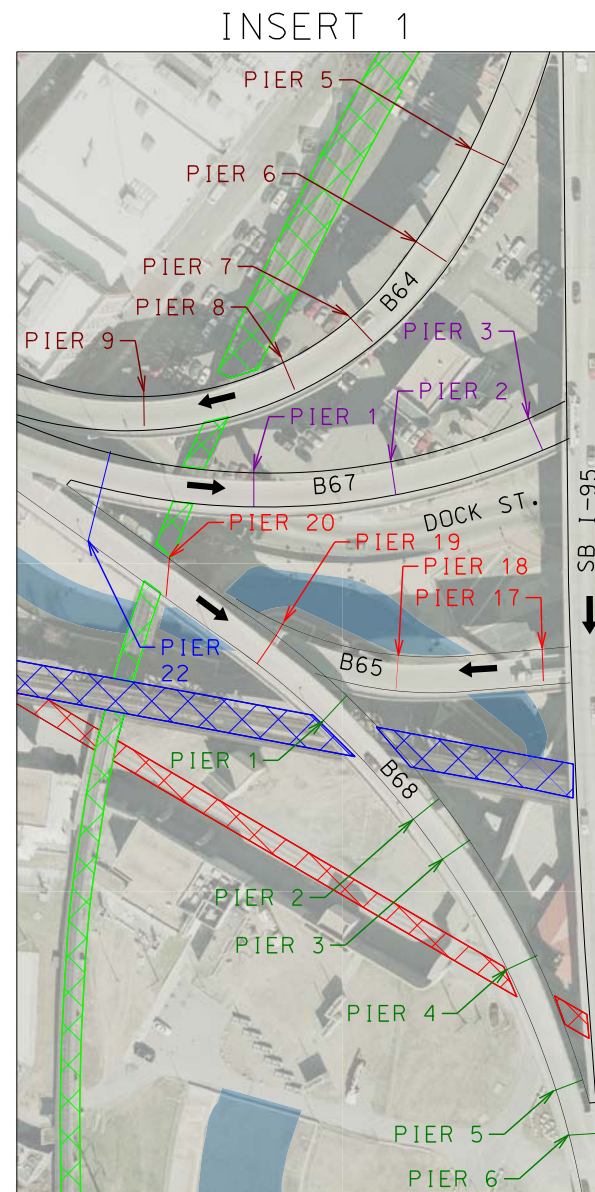 INSERT 1
PIER 5
PIER 6
PIER 7
B64
PIER 8
PIER 3
PIER 9
PIER 2
PIER 1
B67
SB I-95
DOCK ST.
PIER 20
PIER 19
PIER 18
PIER 17
PIER
22
B65
PIER 1
B68
PIER 2
PIER 3
PIER 4
PIER 5
PIER 6